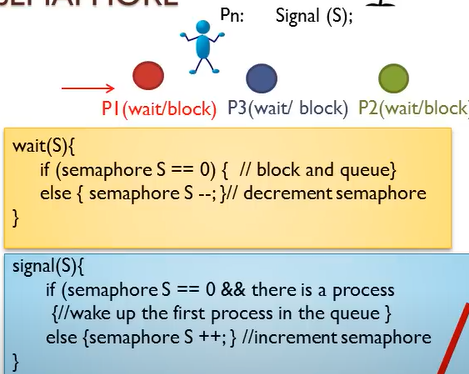 SEMAPHORE
Pn: Signal (S);
P1(wait/block) P3(wait/ block) P2(wait/block)
wait(S){
if (semaphore S == 0) { // block and queue}
else { semaphore S --; }// decrement semaphore
}
signal(S){
if (semaphore S == 0 && there is a process
{//wake up the first process in the queue }
else {semaphore S ++; } //increment semaphore
}